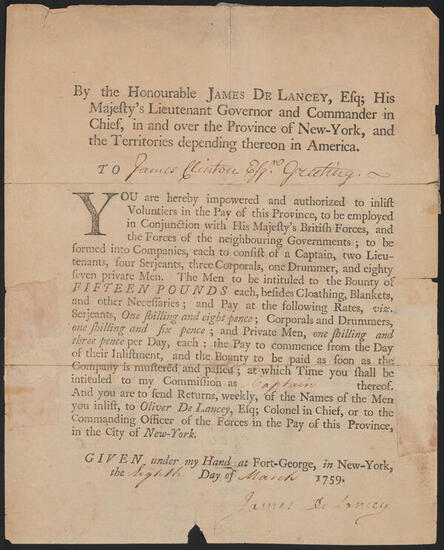 By the Honourable JAMES DE LANCEY, Esq; His
Majeſty's Lieutenant Governor and Commander in
Chief, in and over the Province of New-York, and
the Territories depending thereon in America.
TO James Clinton Esqr. Greeting.
YOU are hereby impowered and authorized to inliſt
Voluntiers in the Pay of this Province, to be employed
in Conjunction with His Majeſty's Britiſh Forces, and
the Forces of the neighbouring Governments; to be
formed into Companies, each to conſiſt of a Captain, two Lieu-
tenants, four Serjeants, three Corporals, one Drummer, and eighty
ſeven private Men. The Men to be intituled to the Bounty of
FIFTEEN POUNDS each, beſides Cloathing, Blankets,
and other Neceſſaries; and Pay at the following Rates, viz.
Serjeants, One ſhilling and eight pence; Corporals and Drummers,
one ſhilling and ſix pence; and Private Men, one ſhilling and
three pence per Day, each: the Pay to commence from the Day
of their Inliſtment, and the Bounty to be paid as ſoon as the
Company is muſtered and paſſed; at which Time you ſhall be
intituled to my Commiſſion as Captain thereof.
And you are to ſend Returns, weekly, of the Names of the Men
you inliſt, to Oliver De Lancey, Eſq; Colonel in Chief, or to the
Commanding Officer of the Forces in the Pay of this Province,
in the City of New-York.
GIVEN under my Hand at Fort-George, in New-York,
the Eighth Day of March 1759.
James De Lancey